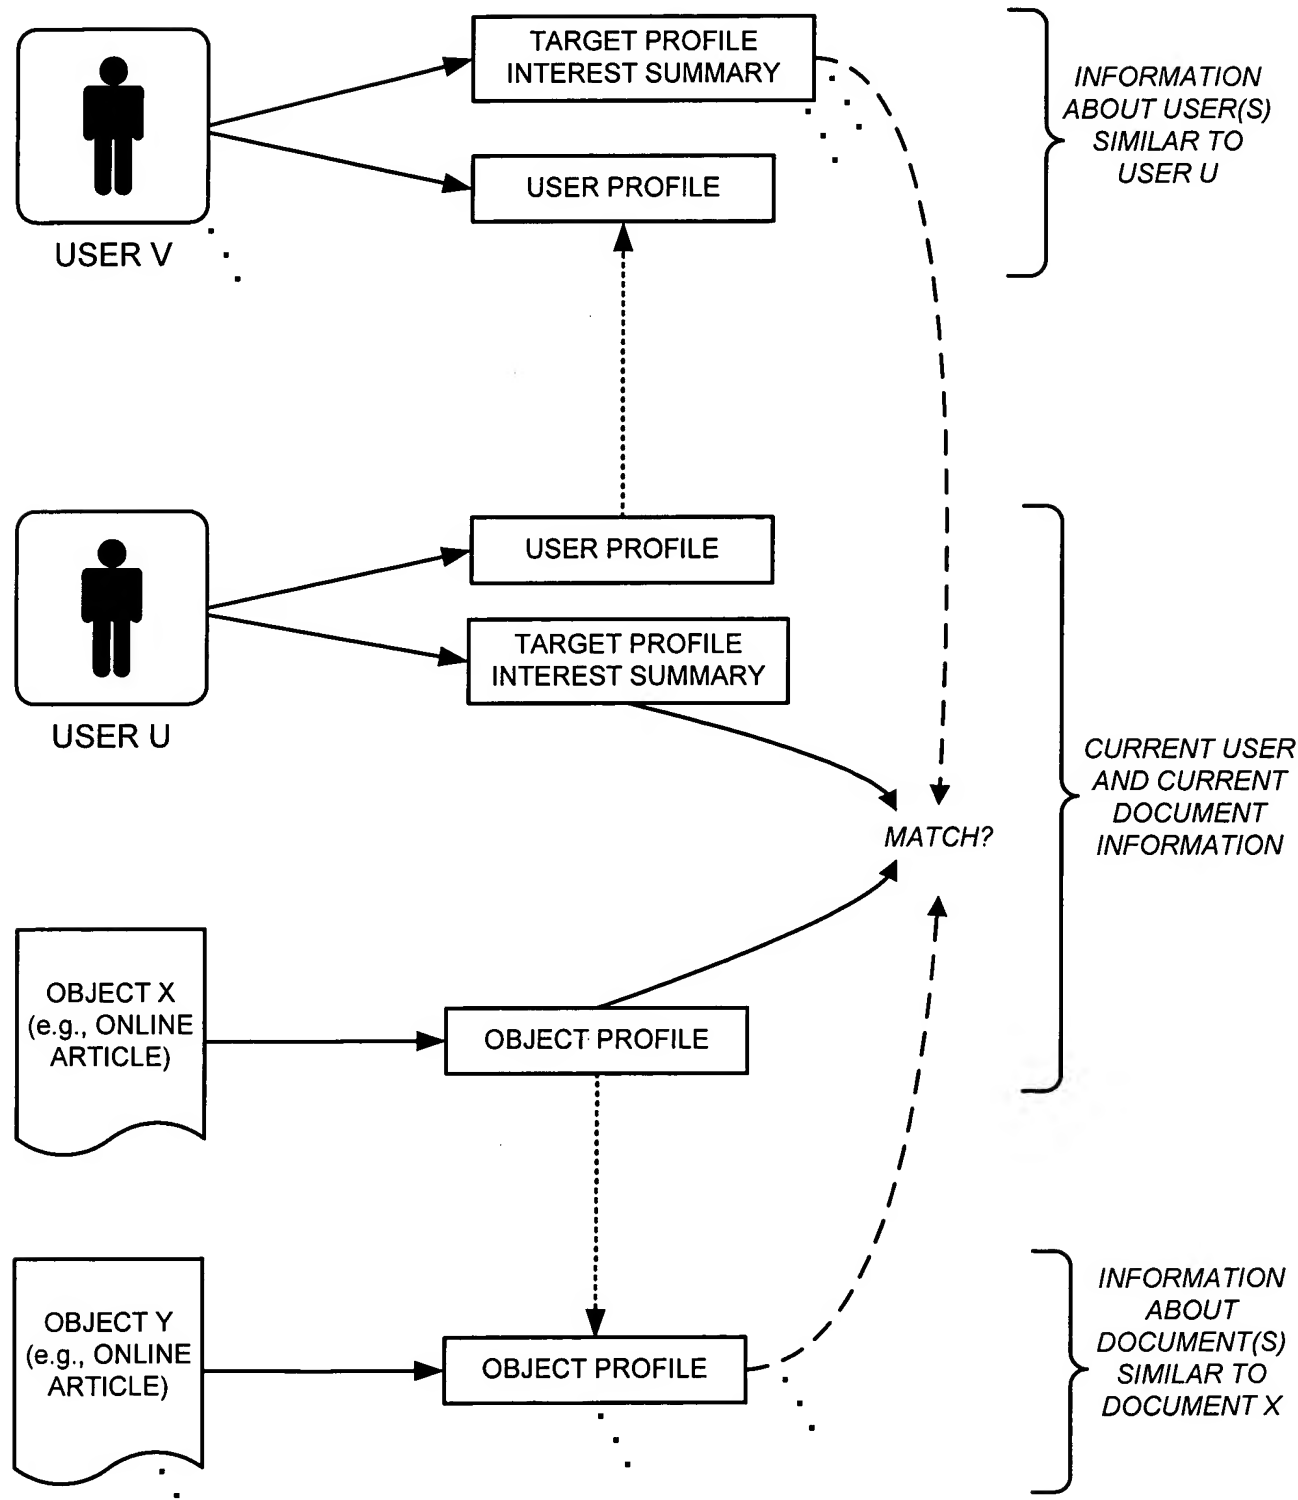 TARGET PROFILE
INTEREST SUMMARY
USER PROFILE
USER V
INFORMATION
ABOUT USER(S)
SIMILAR TO
USER U
USER PROFILE
TARGET PROFILE
INTEREST SUMMARY
USER U
MATCH?
CURRENT USER
AND CURRENT
DOCUMENT
INFORMATION
OBJECT X
(e.g., ONLINE
ARTICLE)
OBJECT PROFILE
OBJECT Y
(e.g., ONLINE
ARTICLE)
OBJECT PROFILE
INFORMATION
ABOUT
DOCUMENT(S)
SIMILAR TO
DOCUMENT X